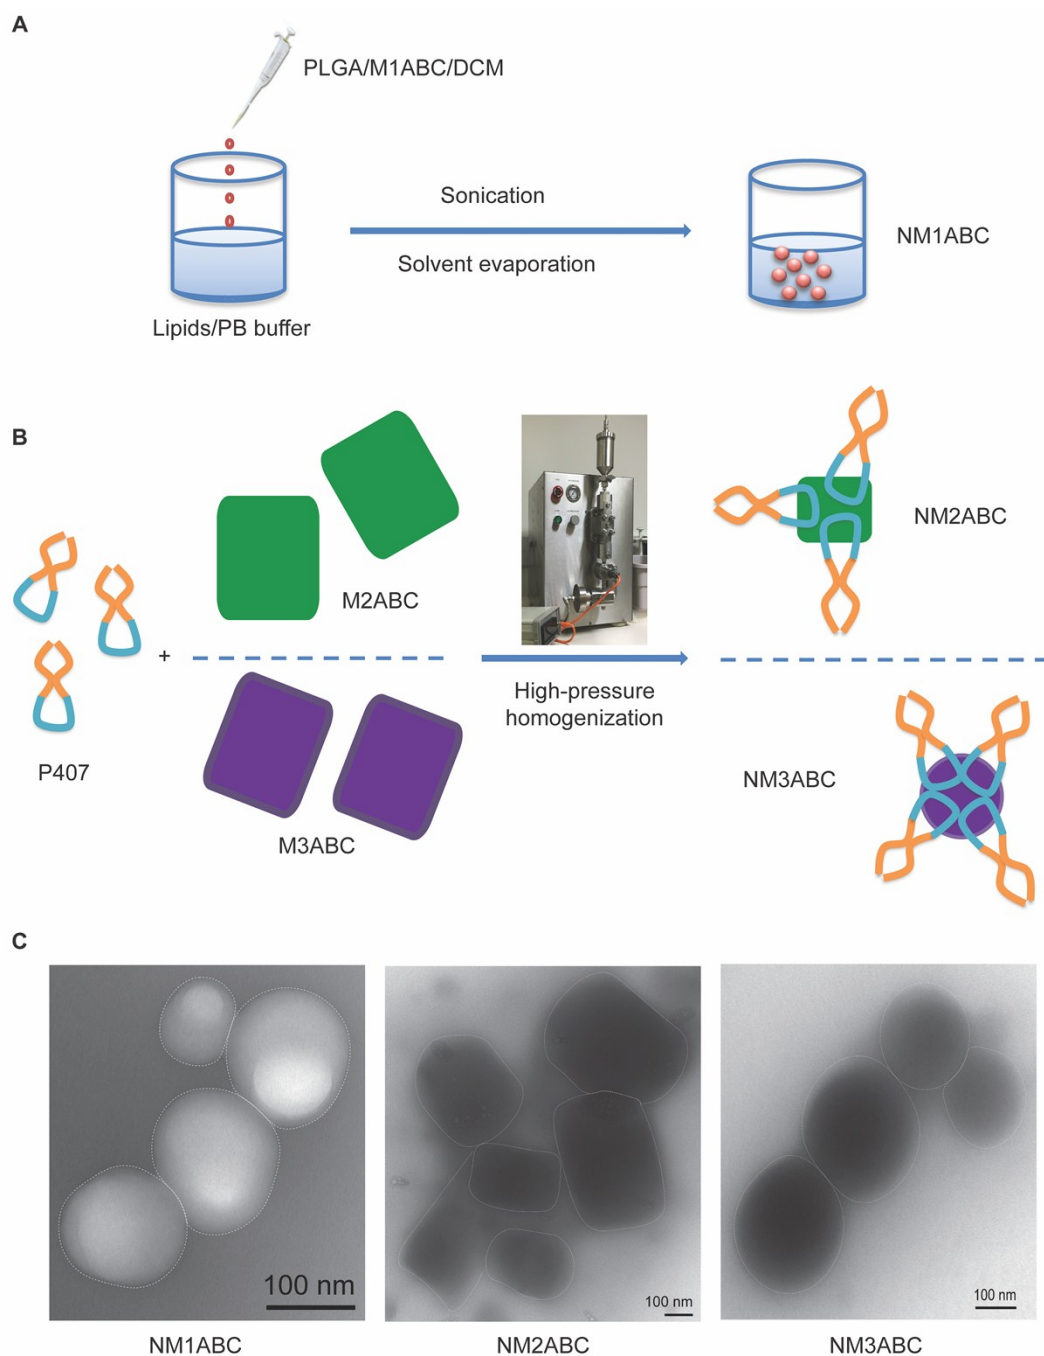 A
PLGA/M1ABC/DCM
Sonication
Solvent evaporation
NM1ABC
Lipids/PB buffer
B
M2ABC
NM2ABC
+
High-pressure
homogenization
P407
NM3ABC
M3ABC
C
100 nm
100 nm
100 nm
NM1ABC
NM2ABC
NM3ABC